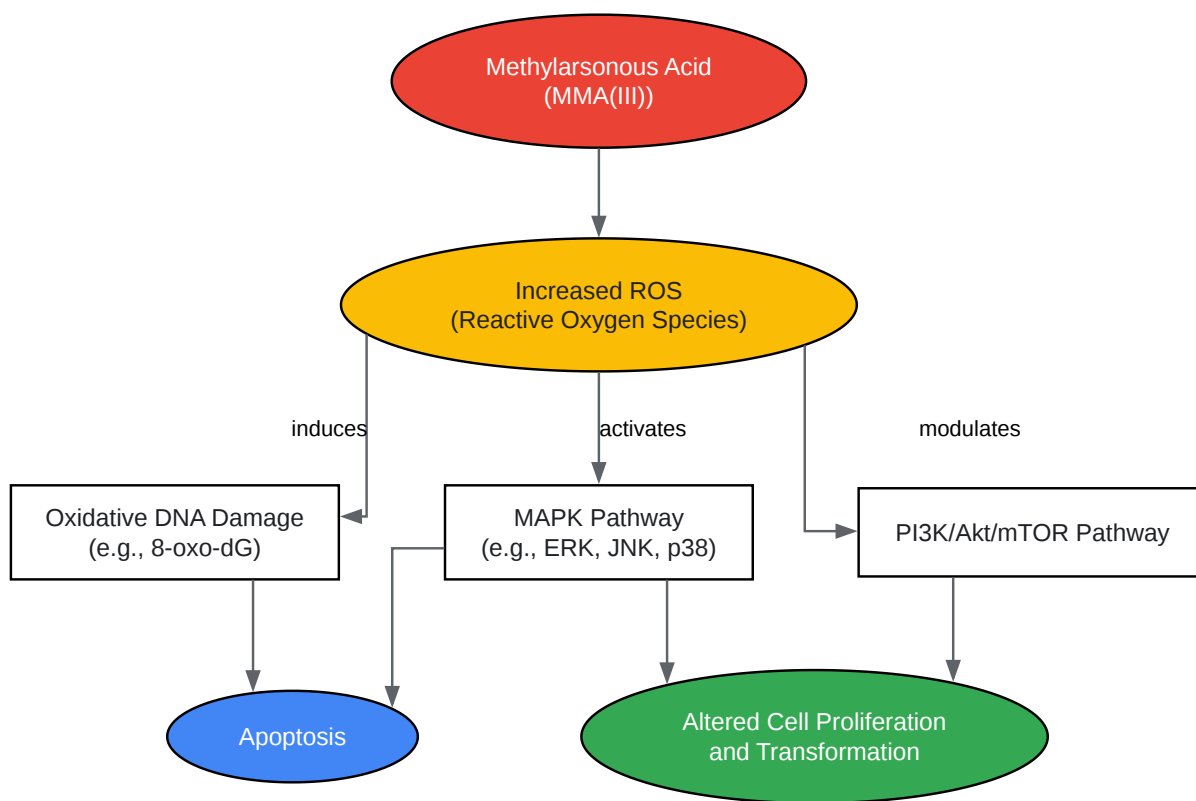 Methylarsonous Acid
(MMA(III))
Increased ROS
(Reactive Oxygen Species)
induces
activates
modulates
Oxidative DNA Damage
(e.g., 8-oxo-dG)
MAPK Pathway
(e.g., ERK, JNK, p38)
PI3K/Akt/mTOR Pathway
Apoptosis
Altered Cell Proliferation
and Transformation